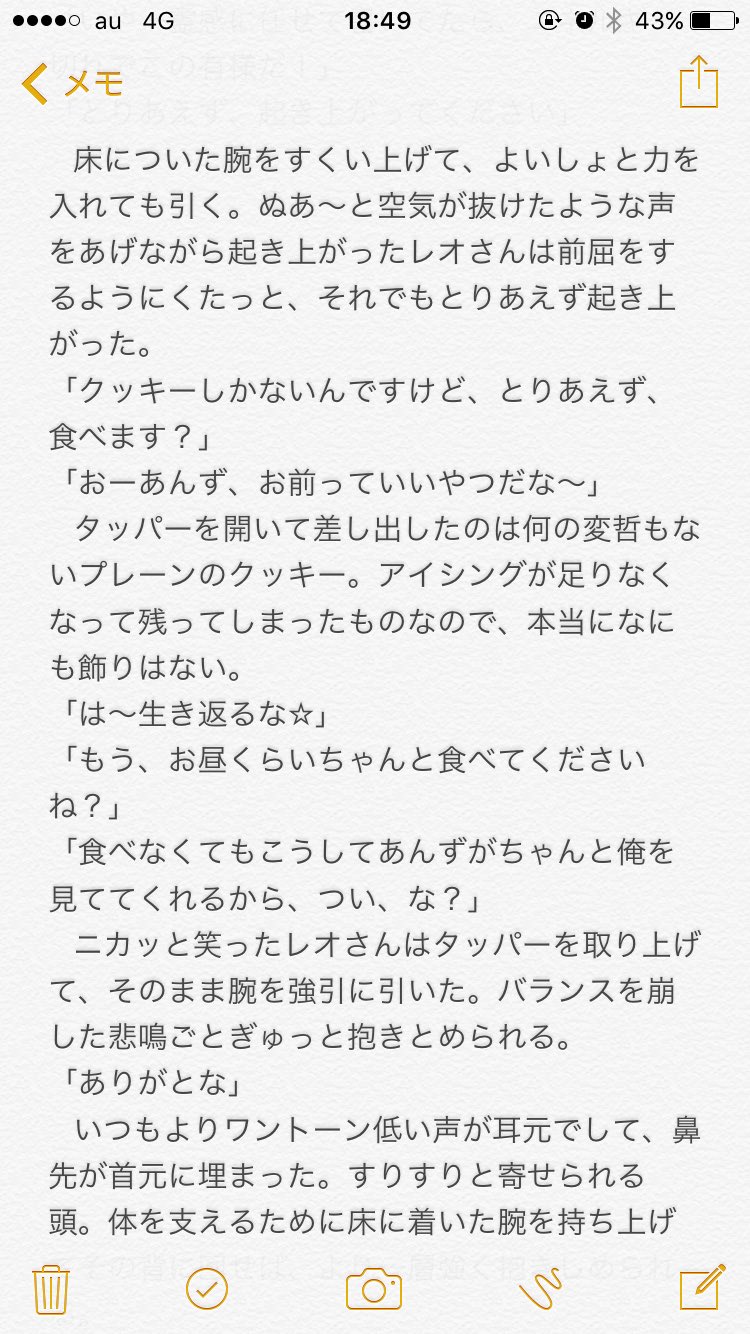 au 4G 18:49 43%
メモ
「とりあえず、起き上がってください」
床についた腕をすくい上げて、よいしょと力を
入れても引く。ぬあ〜と空気が抜けたような声
をあげながら起き上がったレオさんは前屈をす
るようにくたっと、それでもとりあえず起き上
がった。
「クッキーしかないんですけど、とりあえず、
食べます？」
「おーあんず、お前っていいやつだな〜」
タッパーを開いて差し出したのは何の変哲もな
いプレーンのクッキー。アイシングが足りなく
なって残ってしまったものなので、本当になに
も飾りはない。
「は〜生き返るな☆」
「もう、お昼くらいちゃんと食べてください
ね？」
「食べなくてもこうしてあんずがちゃんと俺を
見ててくれるから、つい、な？」
ニカッと笑ったレオさんはタッパーを取り上げ
て、そのまま腕を強引に引いた。バランスを崩
した悲鳴ごとぎゅっと抱きとめられる。
「ありがとな」
いつもよりワントーン低い声が耳元でして、鼻
先が首元に埋まった。すりすりと寄せられる
頭。体を支えるために床に着いた腕を持ち上げ